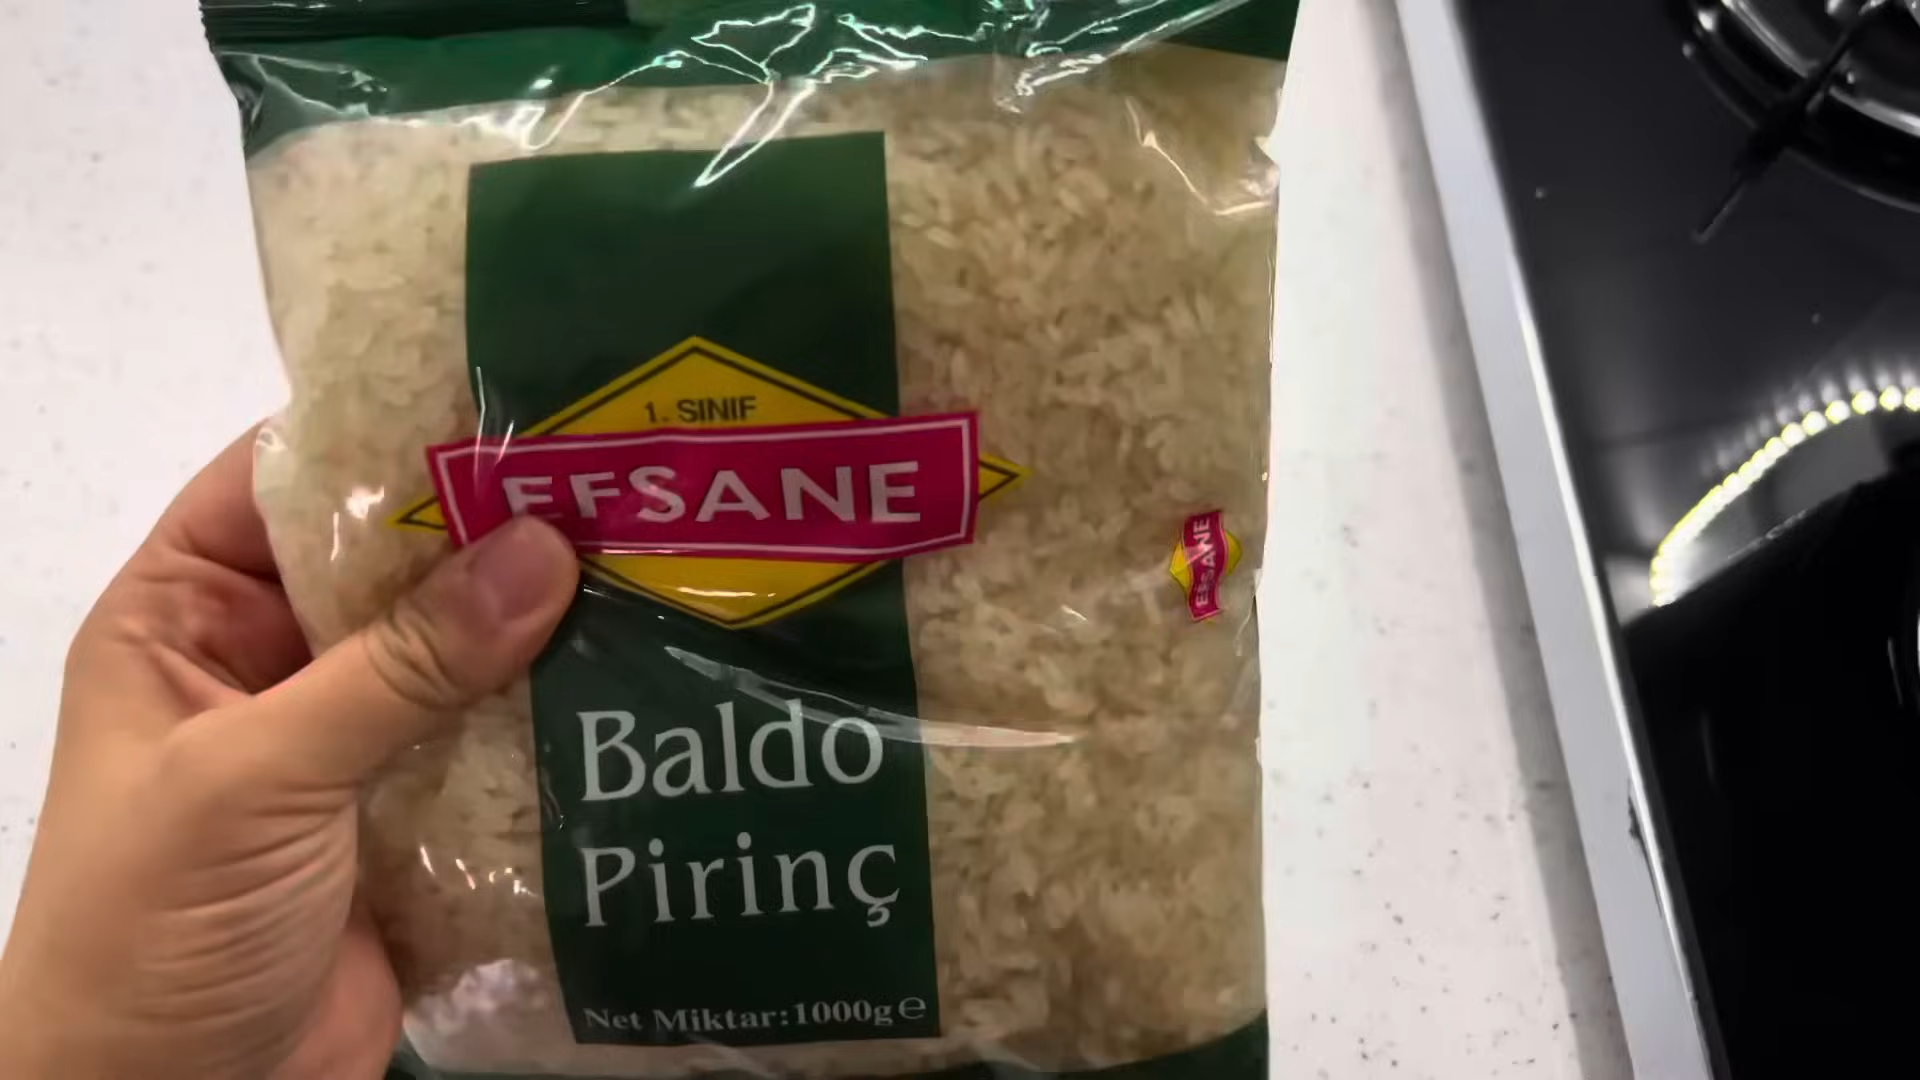 1. SINIF
EFSANE
EFSANE
Baldo
Pirinç
Net Miktar:1000g℮